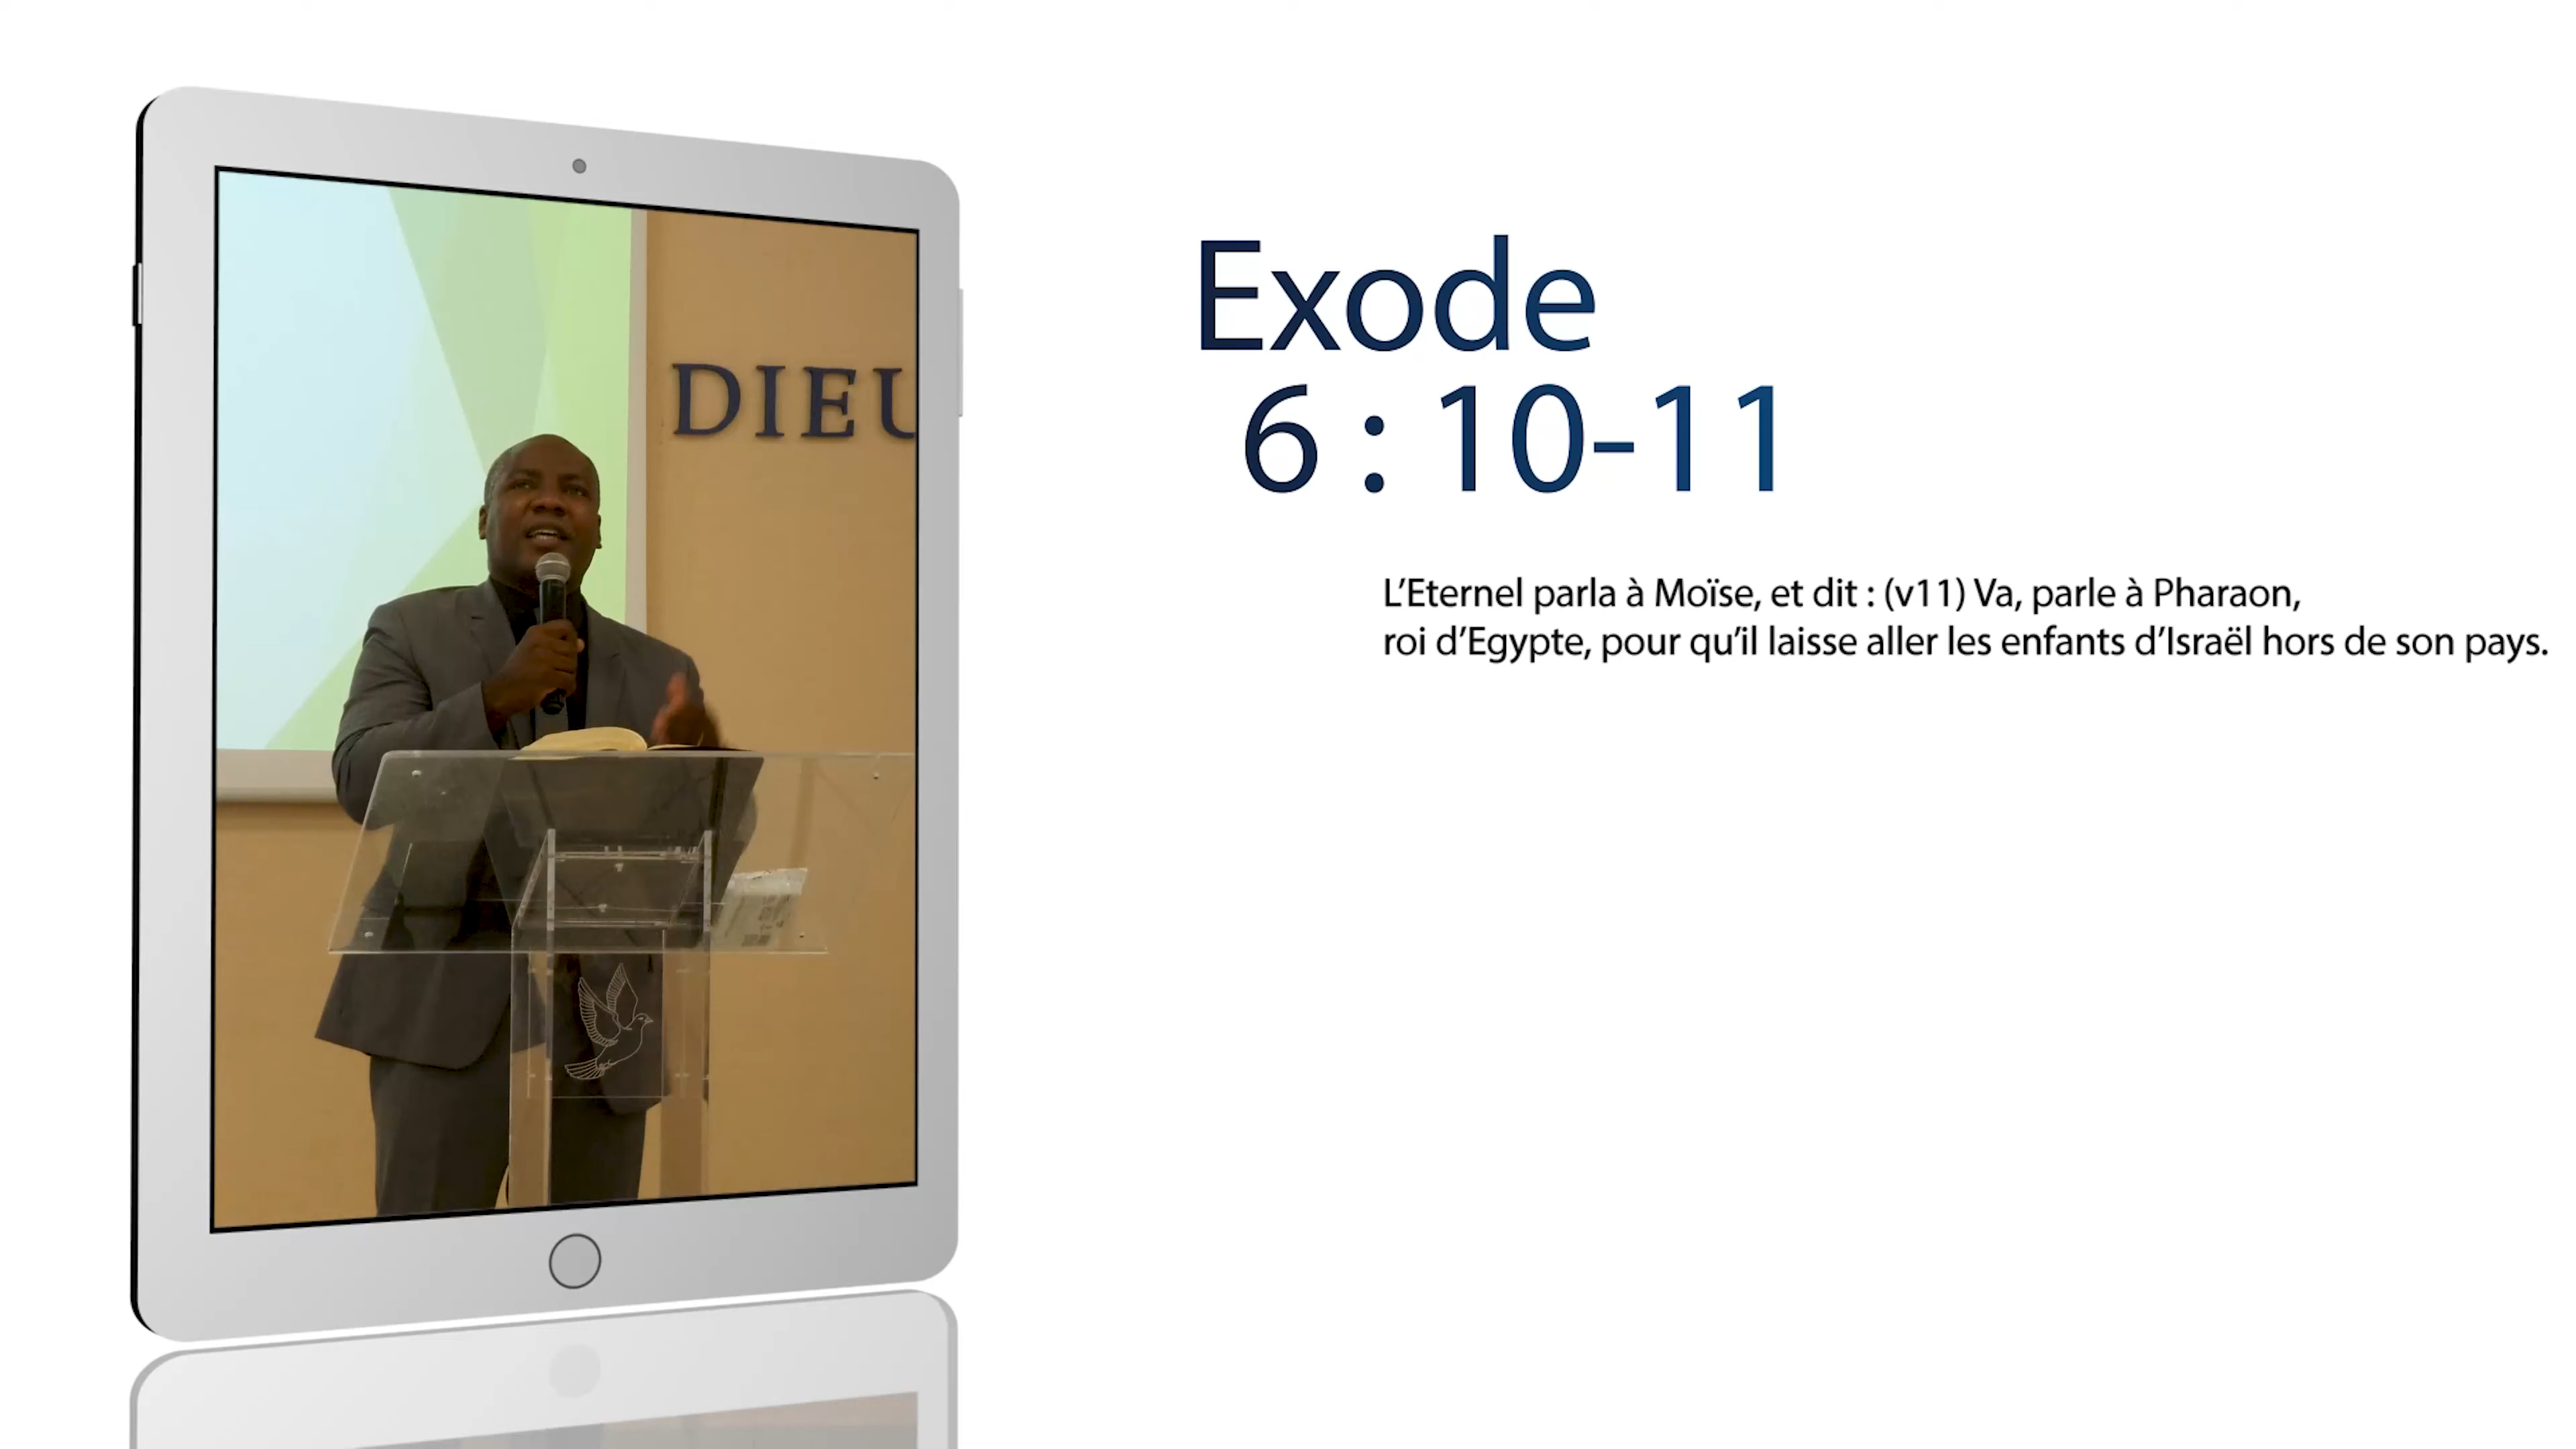 DIEU
Exode
6 : 10-11
L’Eternel parla à Moïse, et dit : (v11) Va, parle à Pharaon,
roi d’Egypte, pour qu’il laisse aller les enfants d’Israël hors de son pays.